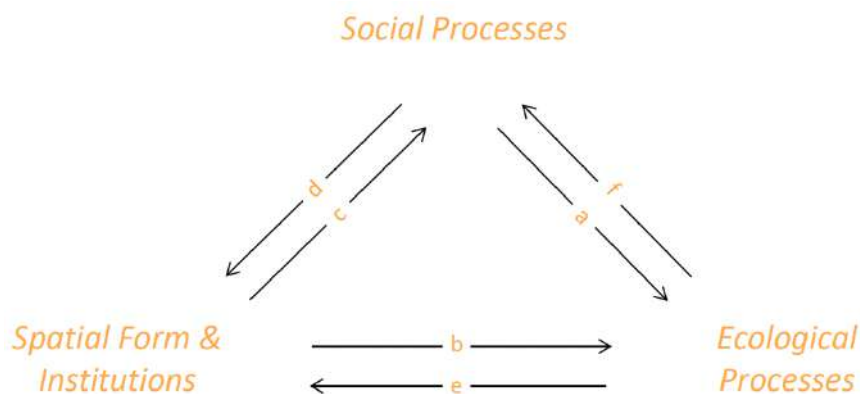 Social Processes
d
f
c
a
Spatial Form &
Institutions
b
e
Ecological
Processes